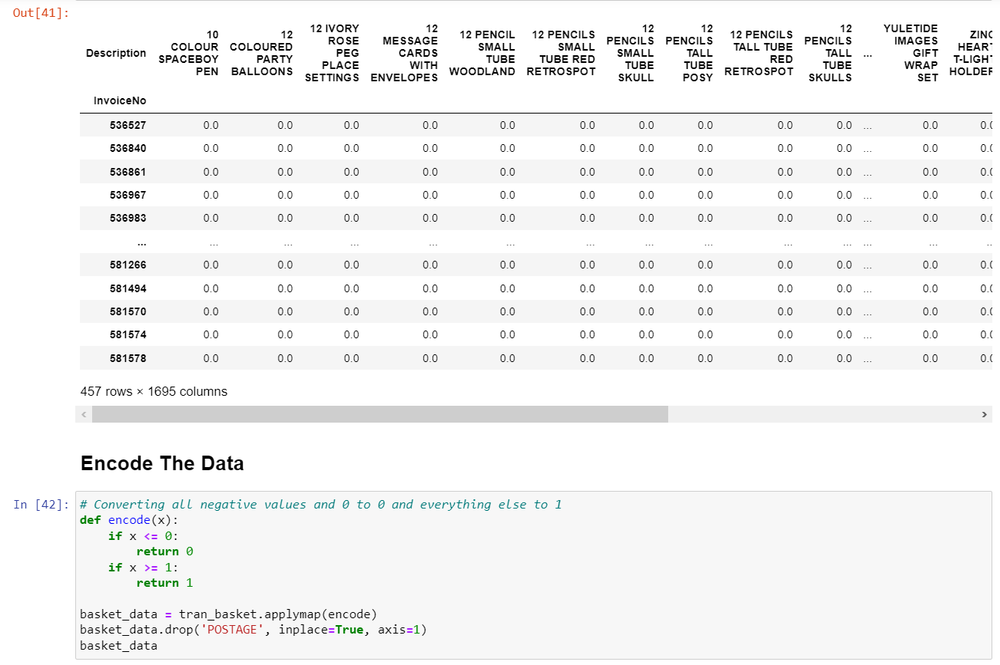 Out[41]:
Description 10 COLOUR SPACEBOY PEN 12 COLOURED PARTY BALLOONS 12 IVORY ROSE PEG PLACE SETTINGS 12 MESSAGE CARDS WITH ENVELOPES 12 PENCIL SMALL TUBE WOODLAND 12 PENCILS SMALL TUBE RED RETROSPOT 12 PENCILS SMALL TUBE SKULL 12 PENCILS TALL TUBE POSY 12 PENCILS TALL TUBE RED RETROSPOT 12 PENCILS TALL TUBE SKULLS ... YULETIDE IMAGES GIFT WRAP SET ZINC HEART T-LIGHT HOLDER
InvoiceNo
536527 0.0 0.0 0.0 0.0 0.0 0.0 0.0 0.0 0.0 0.0 ... 0.0 0.0
536840 0.0 0.0 0.0 0.0 0.0 0.0 0.0 0.0 0.0 0.0 ... 0.0 0.0
536861 0.0 0.0 0.0 0.0 0.0 0.0 0.0 0.0 0.0 0.0 ... 0.0 0.0
536967 0.0 0.0 0.0 0.0 0.0 0.0 0.0 0.0 0.0 0.0 ... 0.0 0.0
536983 0.0 0.0 0.0 0.0 0.0 0.0 0.0 0.0 0.0 0.0 ... 0.0 0.0
... ... ... ... ... ... ... ... ... ... ... ... ... ...
581266 0.0 0.0 0.0 0.0 0.0 0.0 0.0 0.0 0.0 0.0 ... 0.0 0.0
581494 0.0 0.0 0.0 0.0 0.0 0.0 0.0 0.0 0.0 0.0 ... 0.0 0.0
581570 0.0 0.0 0.0 0.0 0.0 0.0 0.0 0.0 0.0 0.0 ... 0.0 0.0
581574 0.0 0.0 0.0 0.0 0.0 0.0 0.0 0.0 0.0 0.0 ... 0.0 0.0
581578 0.0 0.0 0.0 0.0 0.0 0.0 0.0 0.0 0.0 0.0 ... 0.0 0.0
457 rows × 1695 columns
Encode The Data
In [42]:
# Converting all negative values and 0 to 0 and everything else to 1
def encode(x):
    if x <= 0:
        return 0
    if x >= 1:
        return 1
basket_data = tran_basket.applymap(encode)
basket_data.drop('POSTAGE', inplace=True, axis=1)
basket_data